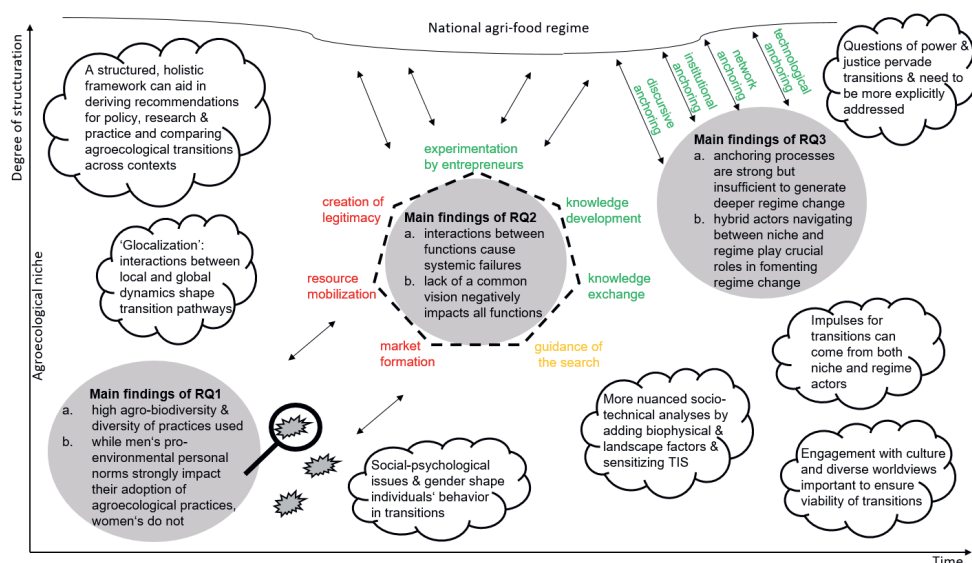 National agri-food regime
Degree of structuration
Agroecological niche
Time
A structured, holistic
framework can aid in
deriving recommendations
for policy, research &
practice and comparing
agroecological transitions
across contexts
'Glocalization':
interactions between
local and global
dynamics shape
transition pathways
Main findings of RQ1
a. high agro-biodiversity &
diversity of practices used
b. while men's pro-
environmental personal
norms strongly impact
their adoption of
agroecological practices,
women's do not
Social-psychological
issues & gender shape
individuals' behavior
in transitions
experimentation
by entrepreneurs
creation of
legitimacy
knowledge
development
resource
mobilization
knowledge
exchange
market
formation
guidance of
the search
Main findings of RQ2
a. interactions between
functions cause
systemic failures
b. lack of a common
vision negatively
impacts all functions
discursive
anchoring
institutional
anchoring
network
anchoring
technological
anchoring
Main findings of RQ3
a. anchoring processes
are strong but
insufficient to generate
deeper regime change
b. hybrid actors navigating
between niche and
regime play crucial
roles in fomenting
regime change
Questions of power &
justice pervade
transitions & need to
be more explicitly
addressed
Impulses for
transitions can
come from both
niche and regime
actors
More nuanced socio-
technical analyses by
adding biophysical &
landscape factors &
sensitizing TIS
Engagement with culture
and diverse worldviews
important to ensure
viability of transitions